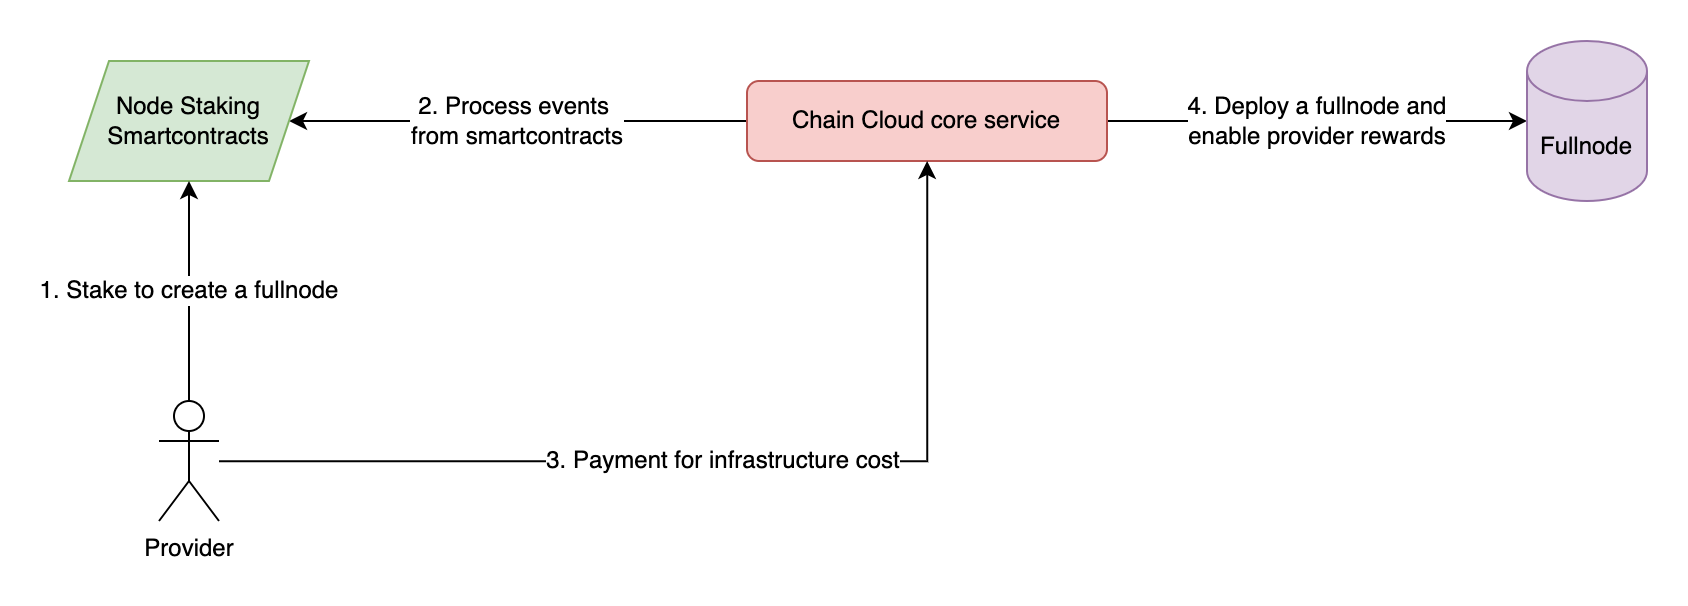 Node Staking
Smartcontracts
2. Process events
from smartcontracts
Chain Cloud core service
4. Deploy a fullnode and
enable provider rewards
Fullnode
1. Stake to create a fullnode
3. Payment for infrastructure cost
Provider